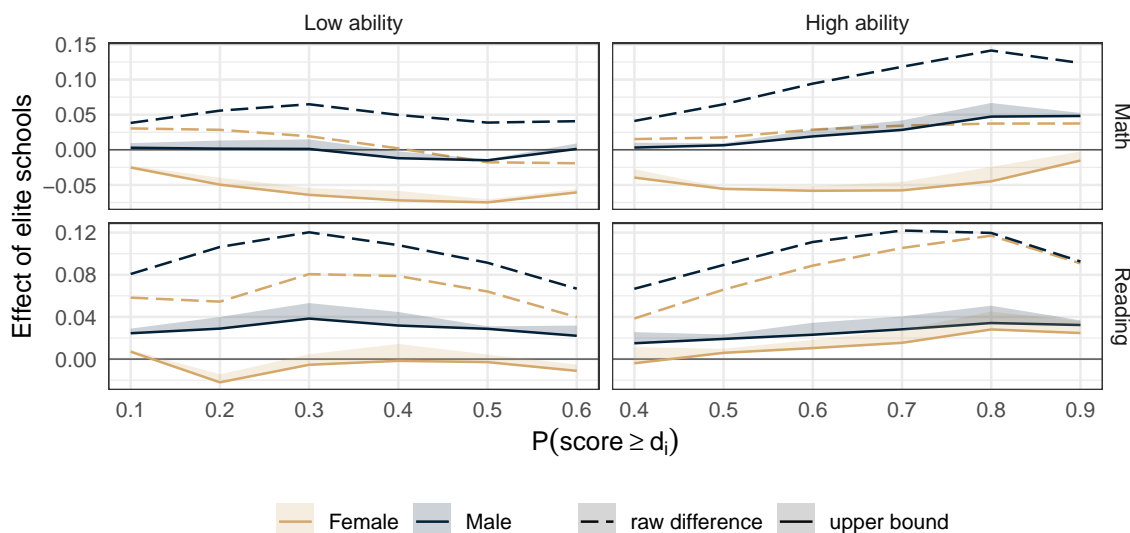 Low ability
High ability
0.15
0.10
0.05
0.00
−0.05
Math
0.12
0.08
0.04
0.00
Reading
Effect of elite schools
0.1 0.2 0.3 0.4 0.5 0.6
0.4 0.5 0.6 0.7 0.8 0.9
P(score ≥ di)
Female Male raw difference upper bound